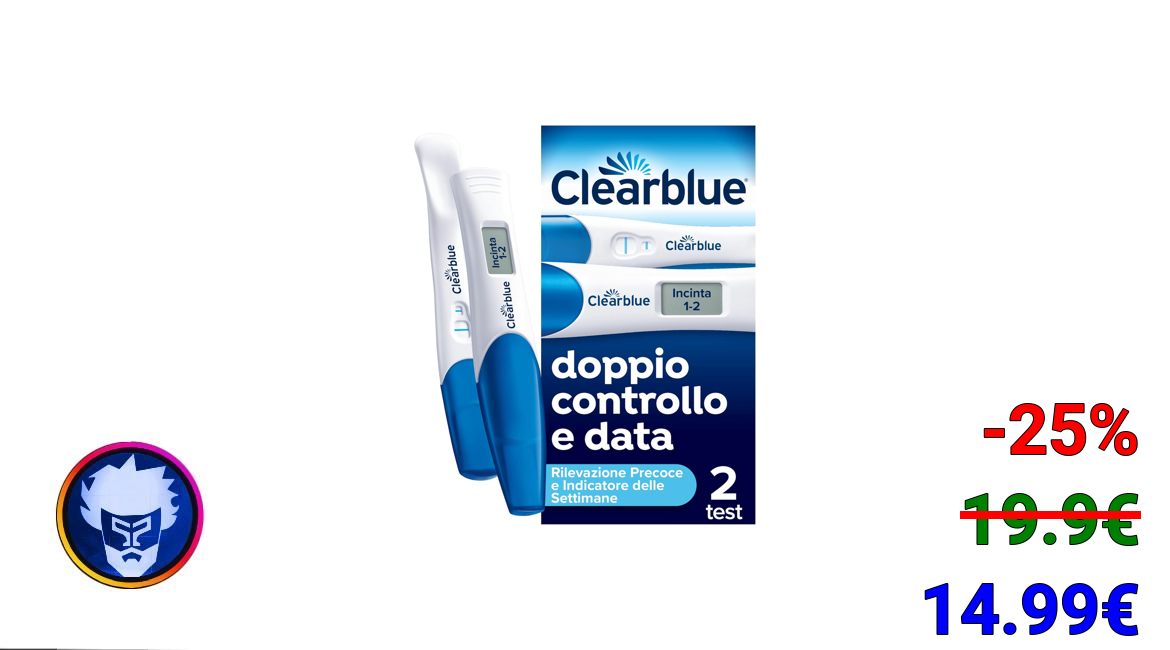 Clearblue
Clearblue
Clearblue
Incinta
1-2
Incinta
1-2
Clearblue
Clearblue
doppio
controllo
e data
Rilevazione Precoce
e Indicatore delle
Settimane
2
test
-25%
19.9€
14.99€